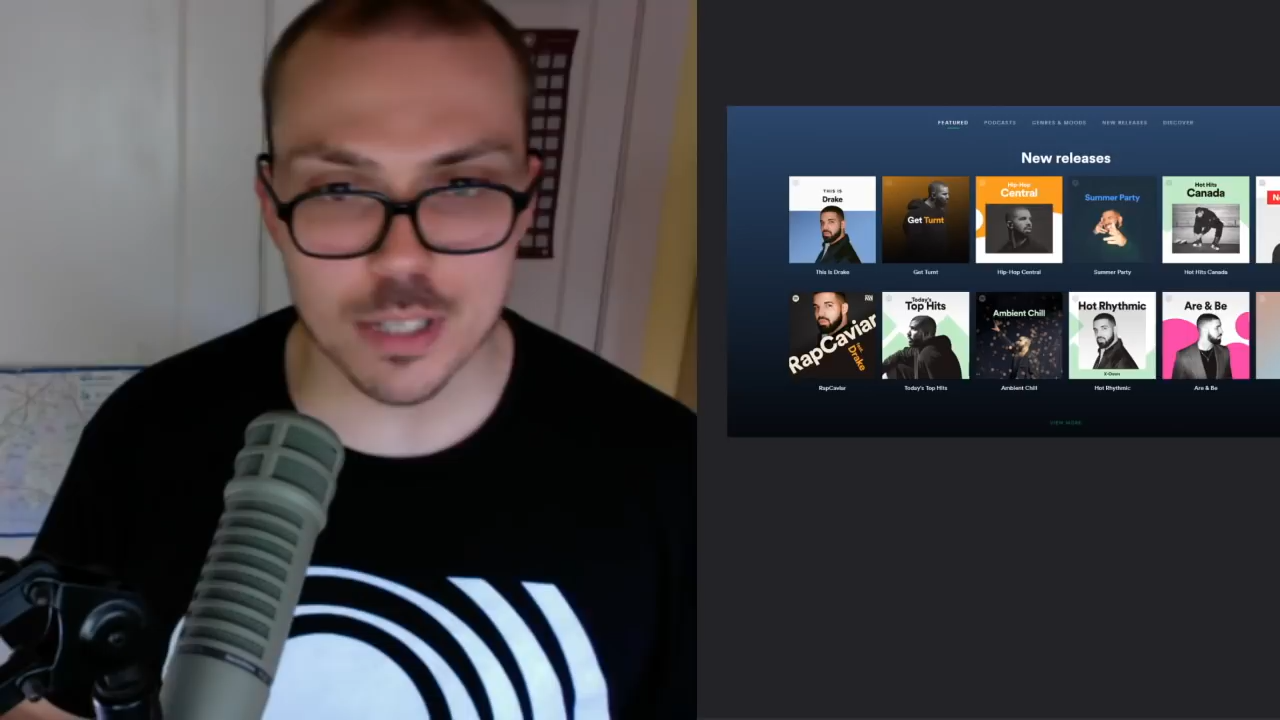 FEATURED PODCASTS GENRES & MOODS NEW RELEASES DISCOVER
New releases
THIS IS
Drake
Get Turnt
Hip-Hop
Central
Summer Party
Hot Hits
Canada
This Is Drake
Get Turnt
Hip-Hop Central
Summer Party
Hot Hits Canada
RapCaviar
feat
Drake
Today's
Top Hits
Ambient Chill
Hot Rhythmic
Are & Be
RapCaviar
Today's Top Hits
Ambient Chill
Hot Rhythmic
Are & Be
VIEW MORE